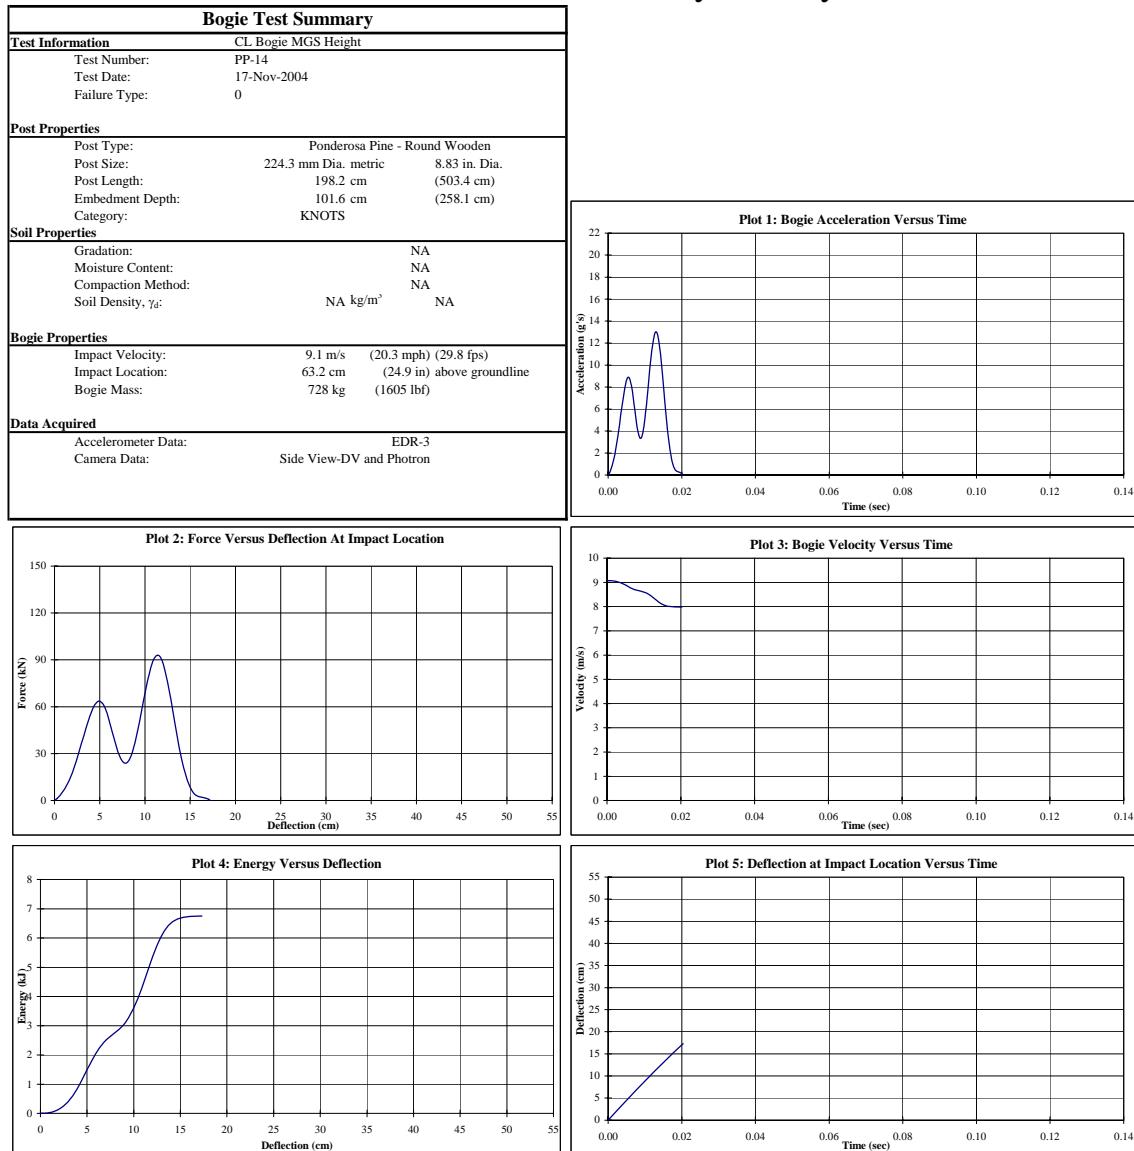 Bogie Test Summary
Test Information CL Bogie MGS Height
Test Number: PP-14
Test Date: 17-Nov-2004
Failure Type: 0
Post Properties
Post Type: Ponderosa Pine - Round Wooden
Post Size: 224.3 mm Dia. metric 8.83 in. Dia.
Post Length: 198.2 cm (503.4 cm)
Embedment Depth: 101.6 cm (258.1 cm)
Category: KNOTS
Soil Properties
Gradation: NA
Moisture Content: NA
Compaction Method: NA
Soil Density, γd: NA kg/m³ NA
Bogie Properties
Impact Velocity: 9.1 m/s (20.3 mph) (29.8 fps)
Impact Location: 63.2 cm (24.9 in) above groundline
Bogie Mass: 728 kg (1605 lbf)
Data Acquired
Accelerometer Data: EDR-3
Camera Data: Side View-DV and Photron
Plot 1: Bogie Acceleration Versus Time
22
20
18
16
14
12
10
8
6
4
2
0
Acceleration (g's)
0.00 0.02 0.04 0.06 0.08 0.10 0.12 0.14
Time (sec)
Plot 2: Force Versus Deflection At Impact Location
150
120
90
60
30
0
Force (kN)
0 5 10 15 20 25 30 35 40 45 50 55
Deflection (cm)
Plot 3: Bogie Velocity Versus Time
10
9
8
7
6
5
4
3
2
1
0
Velocity (m/s)
0.00 0.02 0.04 0.06 0.08 0.10 0.12 0.14
Time (sec)
Plot 4: Energy Versus Deflection
8
7
6
5
4
3
2
1
0
Energy (kJ)
0 5 10 15 20 25 30 35 40 45 50 55
Deflection (cm)
Plot 5: Deflection at Impact Location Versus Time
55
50
45
40
35
30
25
20
15
10
5
0
Deflection (cm)
0.00 0.02 0.04 0.06 0.08 0.10 0.12 0.14
Time (sec)